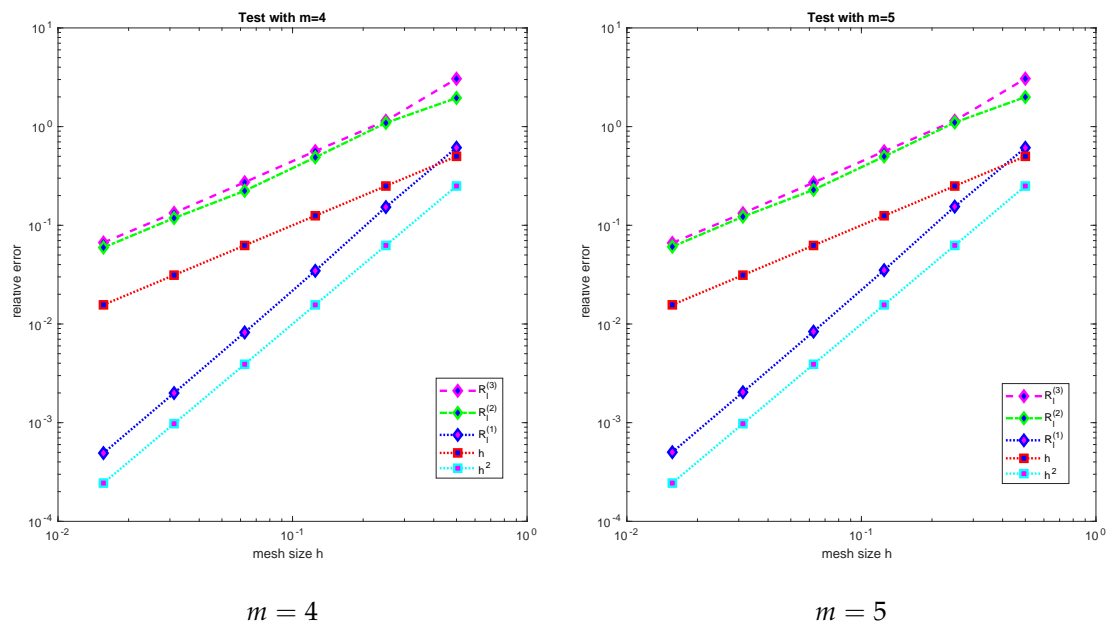 Test with m=4
10^1
10^0
10^-1
10^-2
10^-3
10^-4
relative error
R_l^(3)
R_l^(2)
R_l^(1)
h
h^2
10^-2
10^-1
10^0
mesh size h
m = 4
Test with m=5
10^1
10^0
10^-1
10^-2
10^-3
10^-4
relative error
R_l^(3)
R_l^(2)
R_l^(1)
h
h^2
10^-2
10^-1
10^0
mesh size h
m = 5